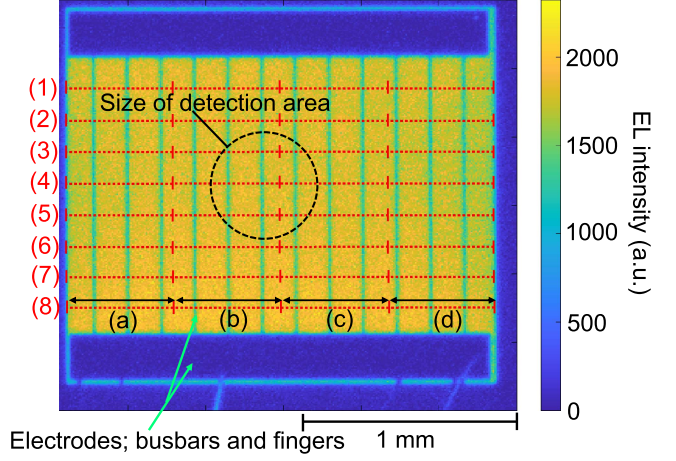 (1)
Size of detection area
(2)
(3)
(4)
(5)
(6)
(7)
(8)
(a) (b) (c) (d)
Electrodes; busbars and fingers
1 mm
2000
1500
1000
500
0
EL intensity (a.u.)